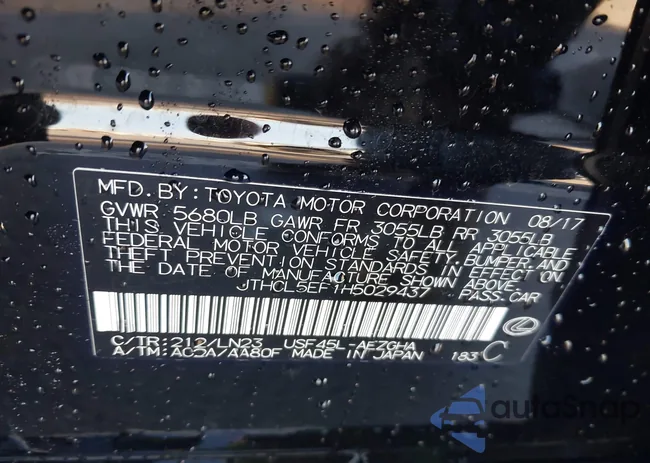 MFD. BY: TOYOTA MOTOR CORPORATION 08/17
GVWR 5680LB GAWR FR 3055LB RR 3055LB
THIS VEHICLE CONFORMS TO ALL APPLICABLE
FEDERAL MOTOR VEHICLE SAFETY, BUMPER, AND
THEFT PREVENTION STANDARDS IN EFFECT ON
THE DATE OF MANUFACTURE SHOWN ABOVE.
JTHCL5EF1H5029437 PASS.CAR
C/TR: 212/LN23 USF45L-AEZGHA
A/TM: A05A/AA80F MADE IN JAPAN 183 C
autoSnap